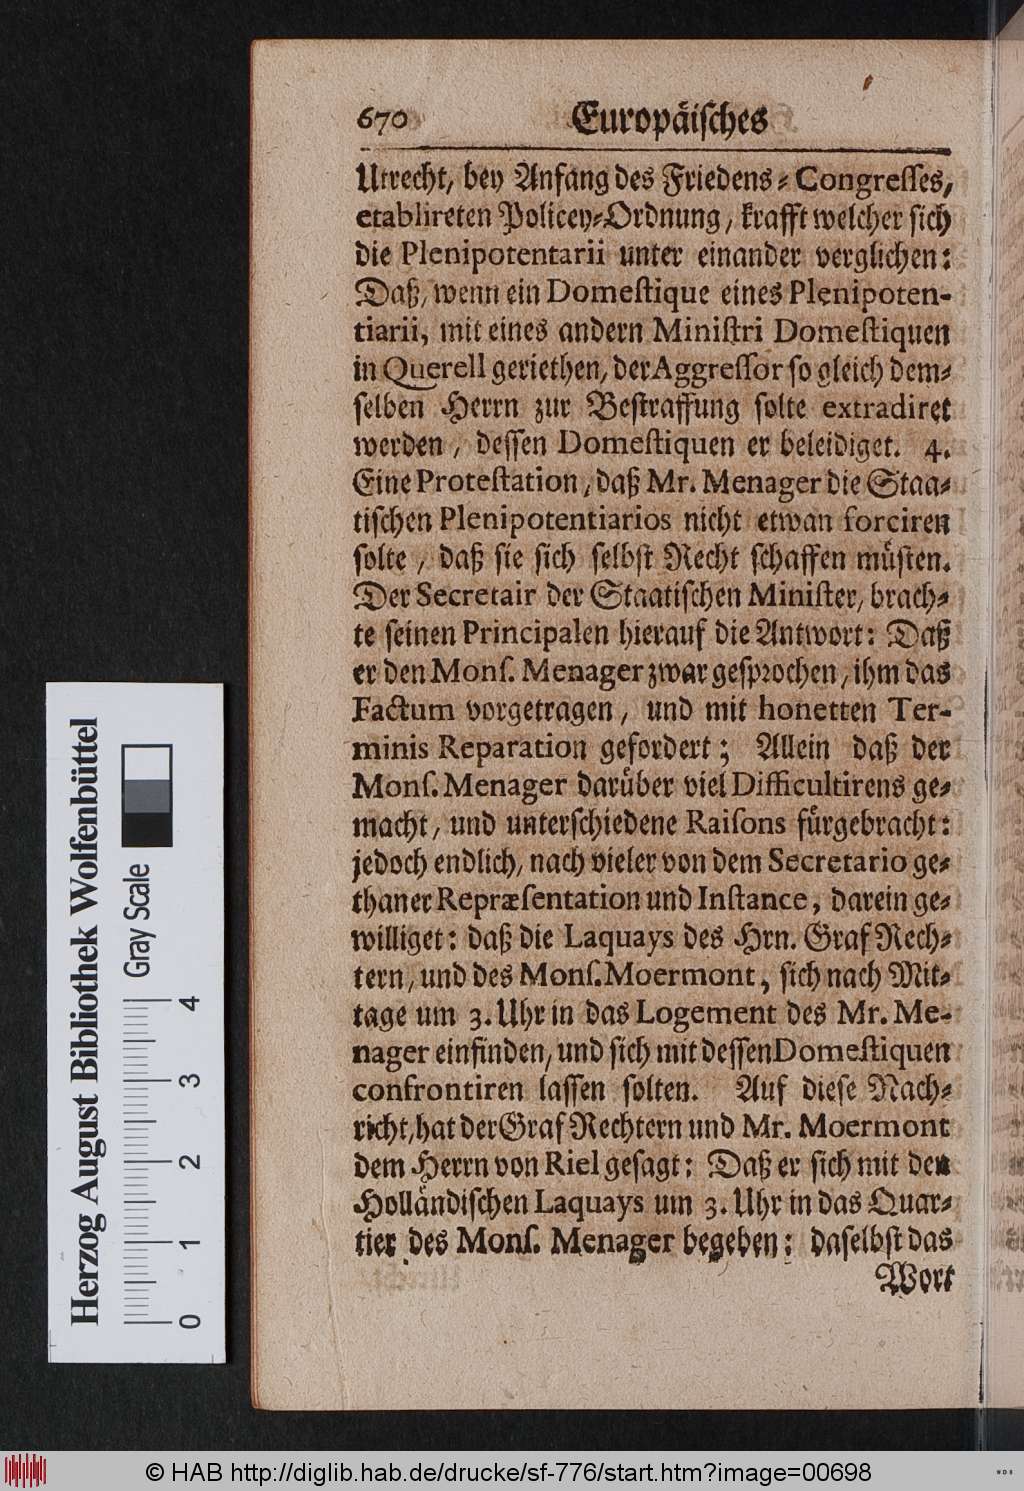 670 Europäisches
Utrecht, bey Anfang des Friedens-Congresses,
etablireten Policey-Ordnung, krafft welcher sich
die Plenipotentarii unter einander verglichen:
Daß, wenn ein Domestique eines Plenipoten-
tiarii, mit eines andern Ministri Domestiquen
in Querell geriethen, der Aggressor so gleich dem-
selben Herrn zur Bestraffung solte extradiret
werden, dessen Domestiquen er beleidiget. 4.
Eine Protestation, daß Mr. Menager die Staa-
tischen Plenipotentiarios nicht etwan forciren
solte, daß sie sich selbst Recht schaffen müsten.
Der Secretair der Staatischen Minister, brach-
te seinen Principalen hierauf die Antwort: Daß
er den Mons. Menager zwar gesprochen, ihm das
Factum vorgetragen, und mit honetten Ter-
minis Reparation gefordert; Allein daß der
Mons. Menager darüber viel Difficultirens ge-
macht, und unterschiedene Raisons fürgebracht:
jedoch endlich, nach vieler von dem Secretario ge-
thaner Repræsentation und Instance, darein ge-
williget: daß die Laquays des Hrn. Graf Rech-
tern, und des Mons. Moermont, sich nach Mit-
tage um 3. Uhr in das Logement des Mr. Me-
nager einfinden, und sich mit dessen Domestiquen
confrontiren lassen solten. Auf diese Nach-
richt, hat der Graf Rechtern und Mr. Moermont
dem Herrn von Riel gesagt: Daß er sich mit den
Holländischen Laquays um 3. Uhr in das Quar-
tier des Mons. Menager begeben: daselbst das
Wort
Herzog August Bibliothek Wolfenbüttel
Gray Scale
0 1 2 3 4
© HAB http://diglib.hab.de/drucke/sf-776/start.htm?image=00698